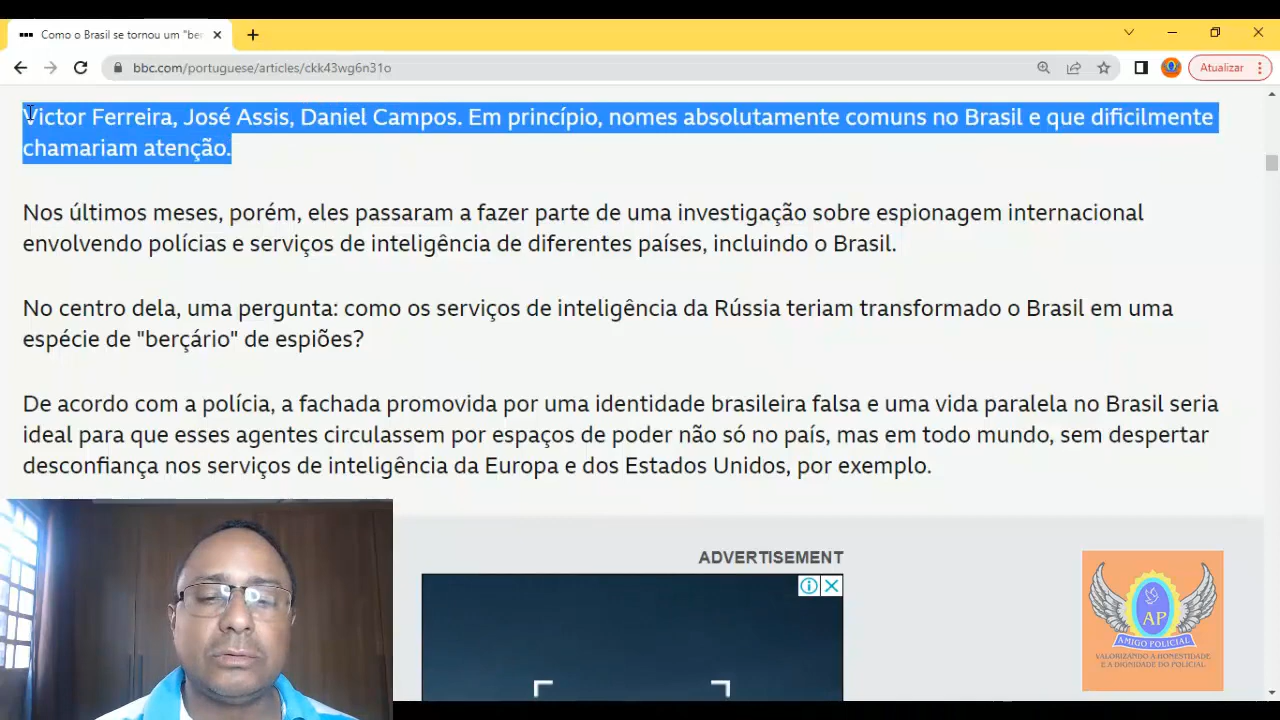 Como o Brasil se tornou um "ber
bbc.com/portuguese/articles/ckk43wg6n31o
Atualizar
Victor Ferreira, José Assis, Daniel Campos. Em princípio, nomes absolutamente comuns no Brasil e que dificilmente
chamariam atenção.
Nos últimos meses, porém, eles passaram a fazer parte de uma investigação sobre espionagem internacional
envolvendo polícias e serviços de inteligência de diferentes países, incluindo o Brasil.
No centro dela, uma pergunta: como os serviços de inteligência da Rússia teriam transformado o Brasil em uma
espécie de "berçário" de espiões?
De acordo com a polícia, a fachada promovida por uma identidade brasileira falsa e uma vida paralela no Brasil seria
ideal para que esses agentes circulassem por espaços de poder não só no país, mas em todo mundo, sem despertar
desconfiança nos serviços de inteligência da Europa e dos Estados Unidos, por exemplo.
ADVERTISEMENT
AP
AMIGO POLICIAL
VALORIZANDO A HONESTIDADE
E A DIGNIDADE DO POLICIAL